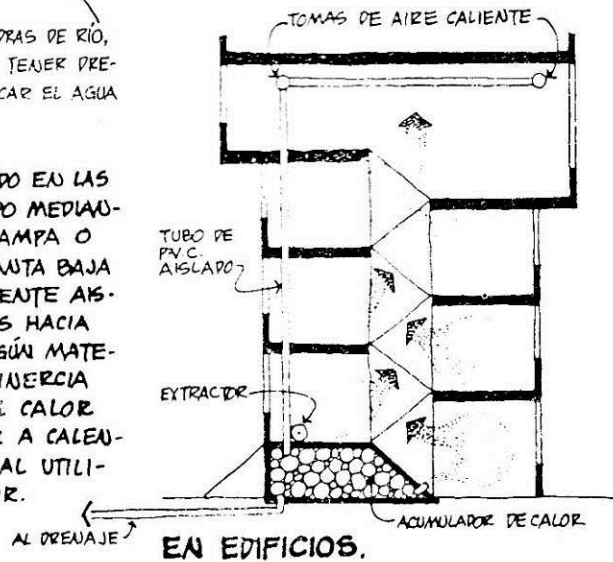 DRAS DE RÍO,
TENER DRE-
CAR EL AGUA
DO EN LAS
PO MEDIAN-
AMPA O
NTA BAJA
ENTE AIS-
S HACIA
GÚN MATE-
INERCIA
E CALOR
R A CALEN-
AL UTILI-
R.
TOMAS DE AIRE CALIENTE
TUBO DE
P.V.C.
AISLADO
EXTRACTOR
ACUMULADOR DE CALOR
AL DRENAJE
EN EDIFICIOS.